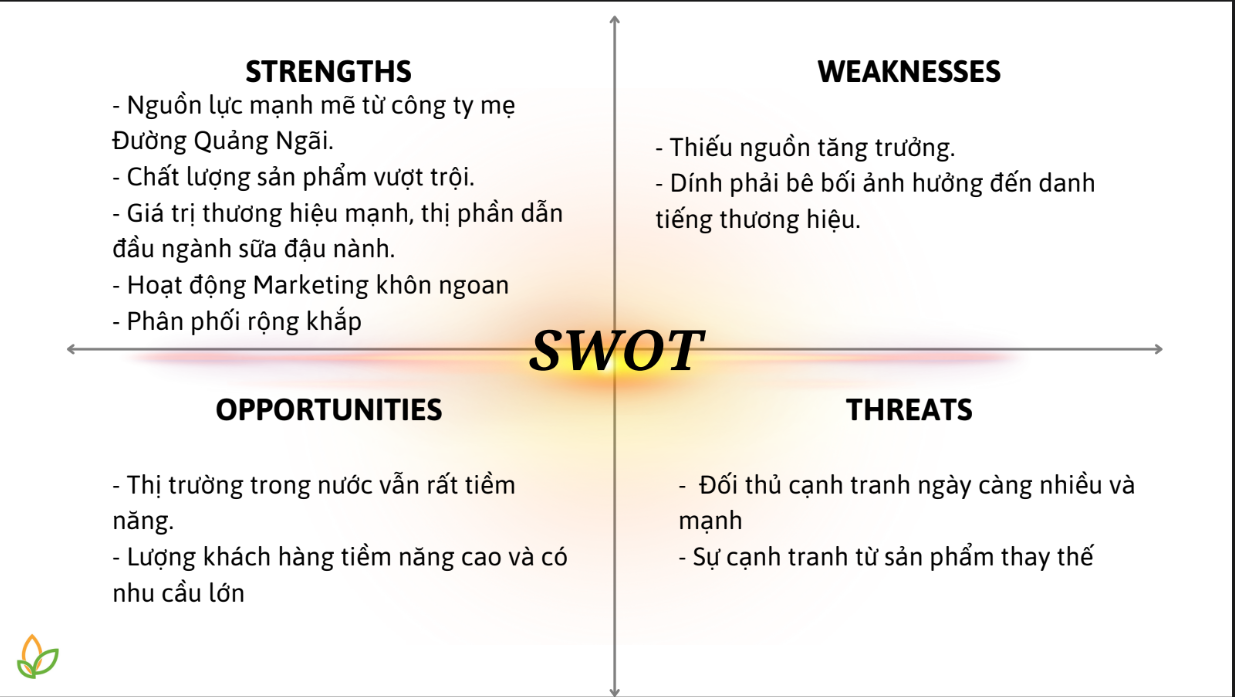 STRENGTHS
- Nguồn lực mạnh mẽ từ công ty mẹ
Đường Quảng Ngãi.
- Chất lượng sản phẩm vượt trội.
- Giá trị thương hiệu mạnh, thị phần dẫn
đầu ngành sữa đậu nành.
- Hoạt động Marketing khôn ngoan
- Phân phối rộng khắp
WEAKNESSES
- Thiếu nguồn tăng trưởng.
- Dính phải bê bối ảnh hưởng đến danh
tiếng thương hiệu.
SWOT
OPPORTUNITIES
- Thị trường trong nước vẫn rất tiềm
năng.
- Lượng khách hàng tiềm năng cao và có
nhu cầu lớn
THREATS
- Đối thủ cạnh tranh ngày càng nhiều và
mạnh
- Sự cạnh tranh từ sản phẩm thay thế